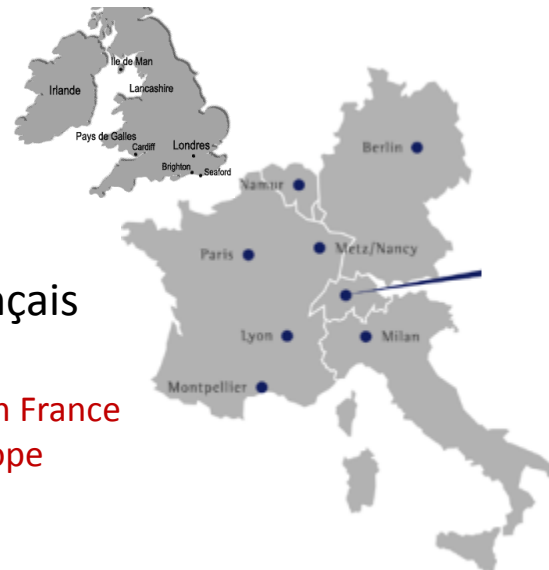 Ile de Man
Irlande
Lancashire
Pays de Galles
Londres
Cardiff
Brighton
Seaford
Berlin
Namur
Paris
Metz/Nancy
nçais
Lyon
Milan
Montpellier
n France
ope